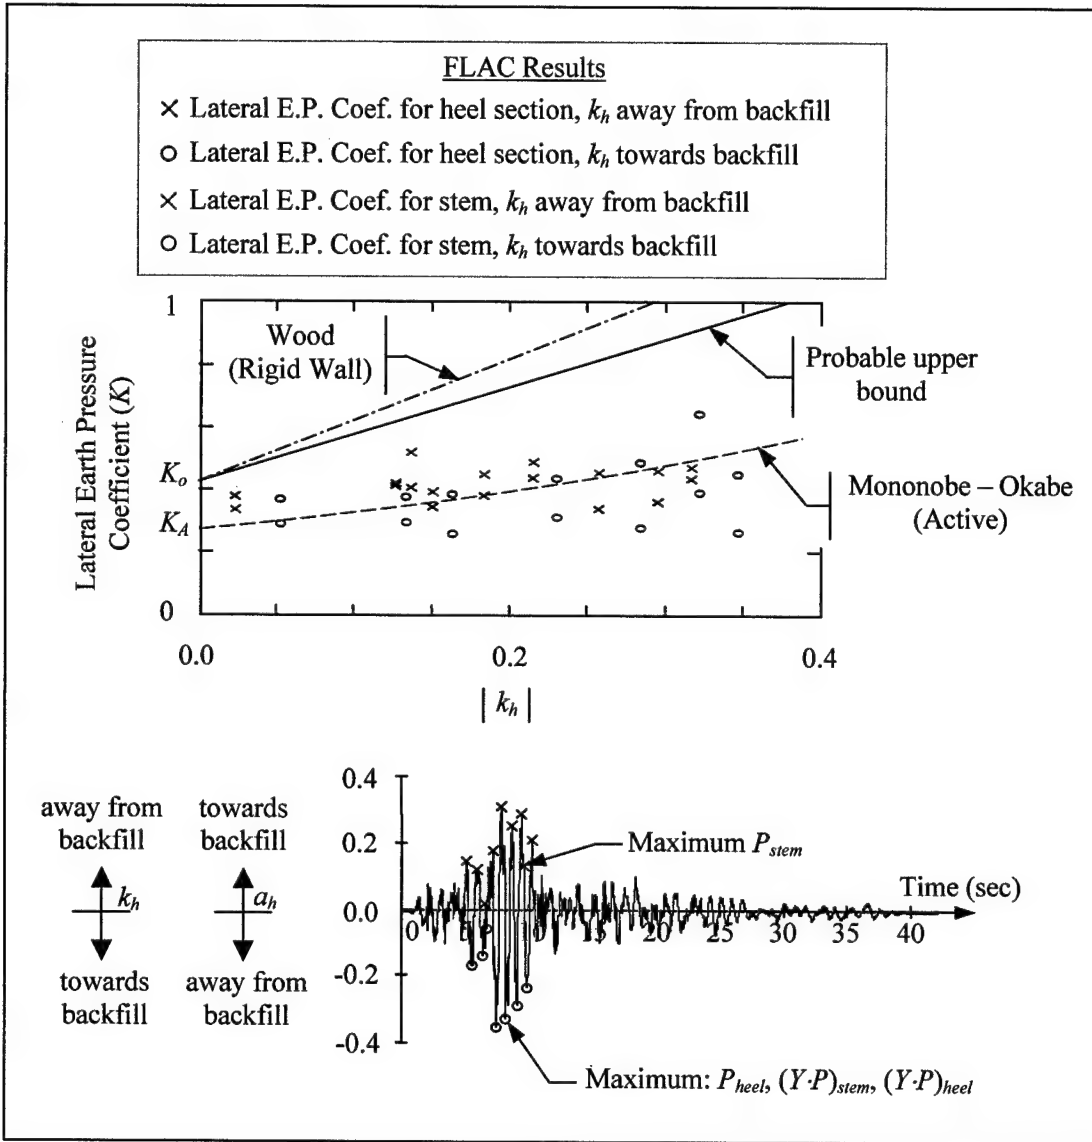 FLAC Results
× Lateral E.P. Coef. for heel section, k_h away from backfill
o Lateral E.P. Coef. for heel section, k_h towards backfill
× Lateral E.P. Coef. for stem, k_h away from backfill
o Lateral E.P. Coef. for stem, k_h towards backfill
Lateral Earth Pressure
Coefficient (K)
1
K_o
K_A
0
Wood
(Rigid Wall)
Probable upper
bound
Mononobe – Okabe
(Active)
0.0
0.2
0.4
| k_h |
away from
backfill
towards
backfill
k_h
a_h
towards
backfill
away from
backfill
0.4
0.2
0.0
-0.2
-0.4
Maximum P_stem
Time (sec)
0
15
20
25
30
35
40
Maximum: P_heel, (Y·P)_stem, (Y·P)_heel